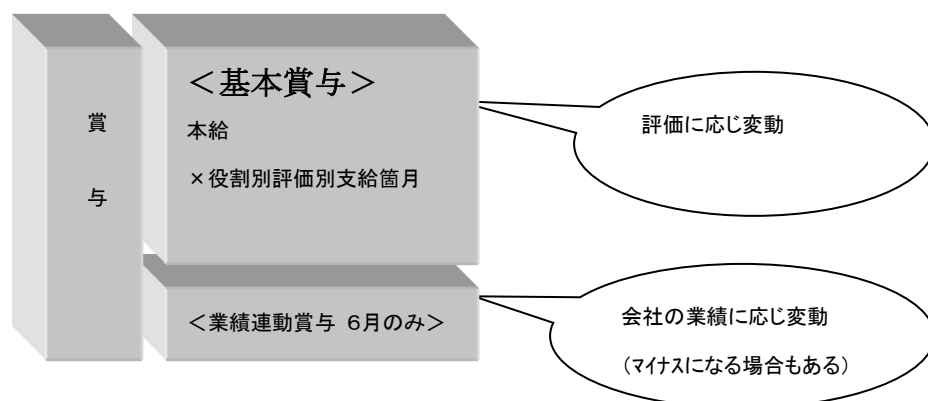 賞与
＜基本賞与＞
本給
×役割別評価別支給箇月
＜業績連動賞与 6月のみ＞
評価に応じ変動
会社の業績に応じ変動
（マイナスになる場合もある）